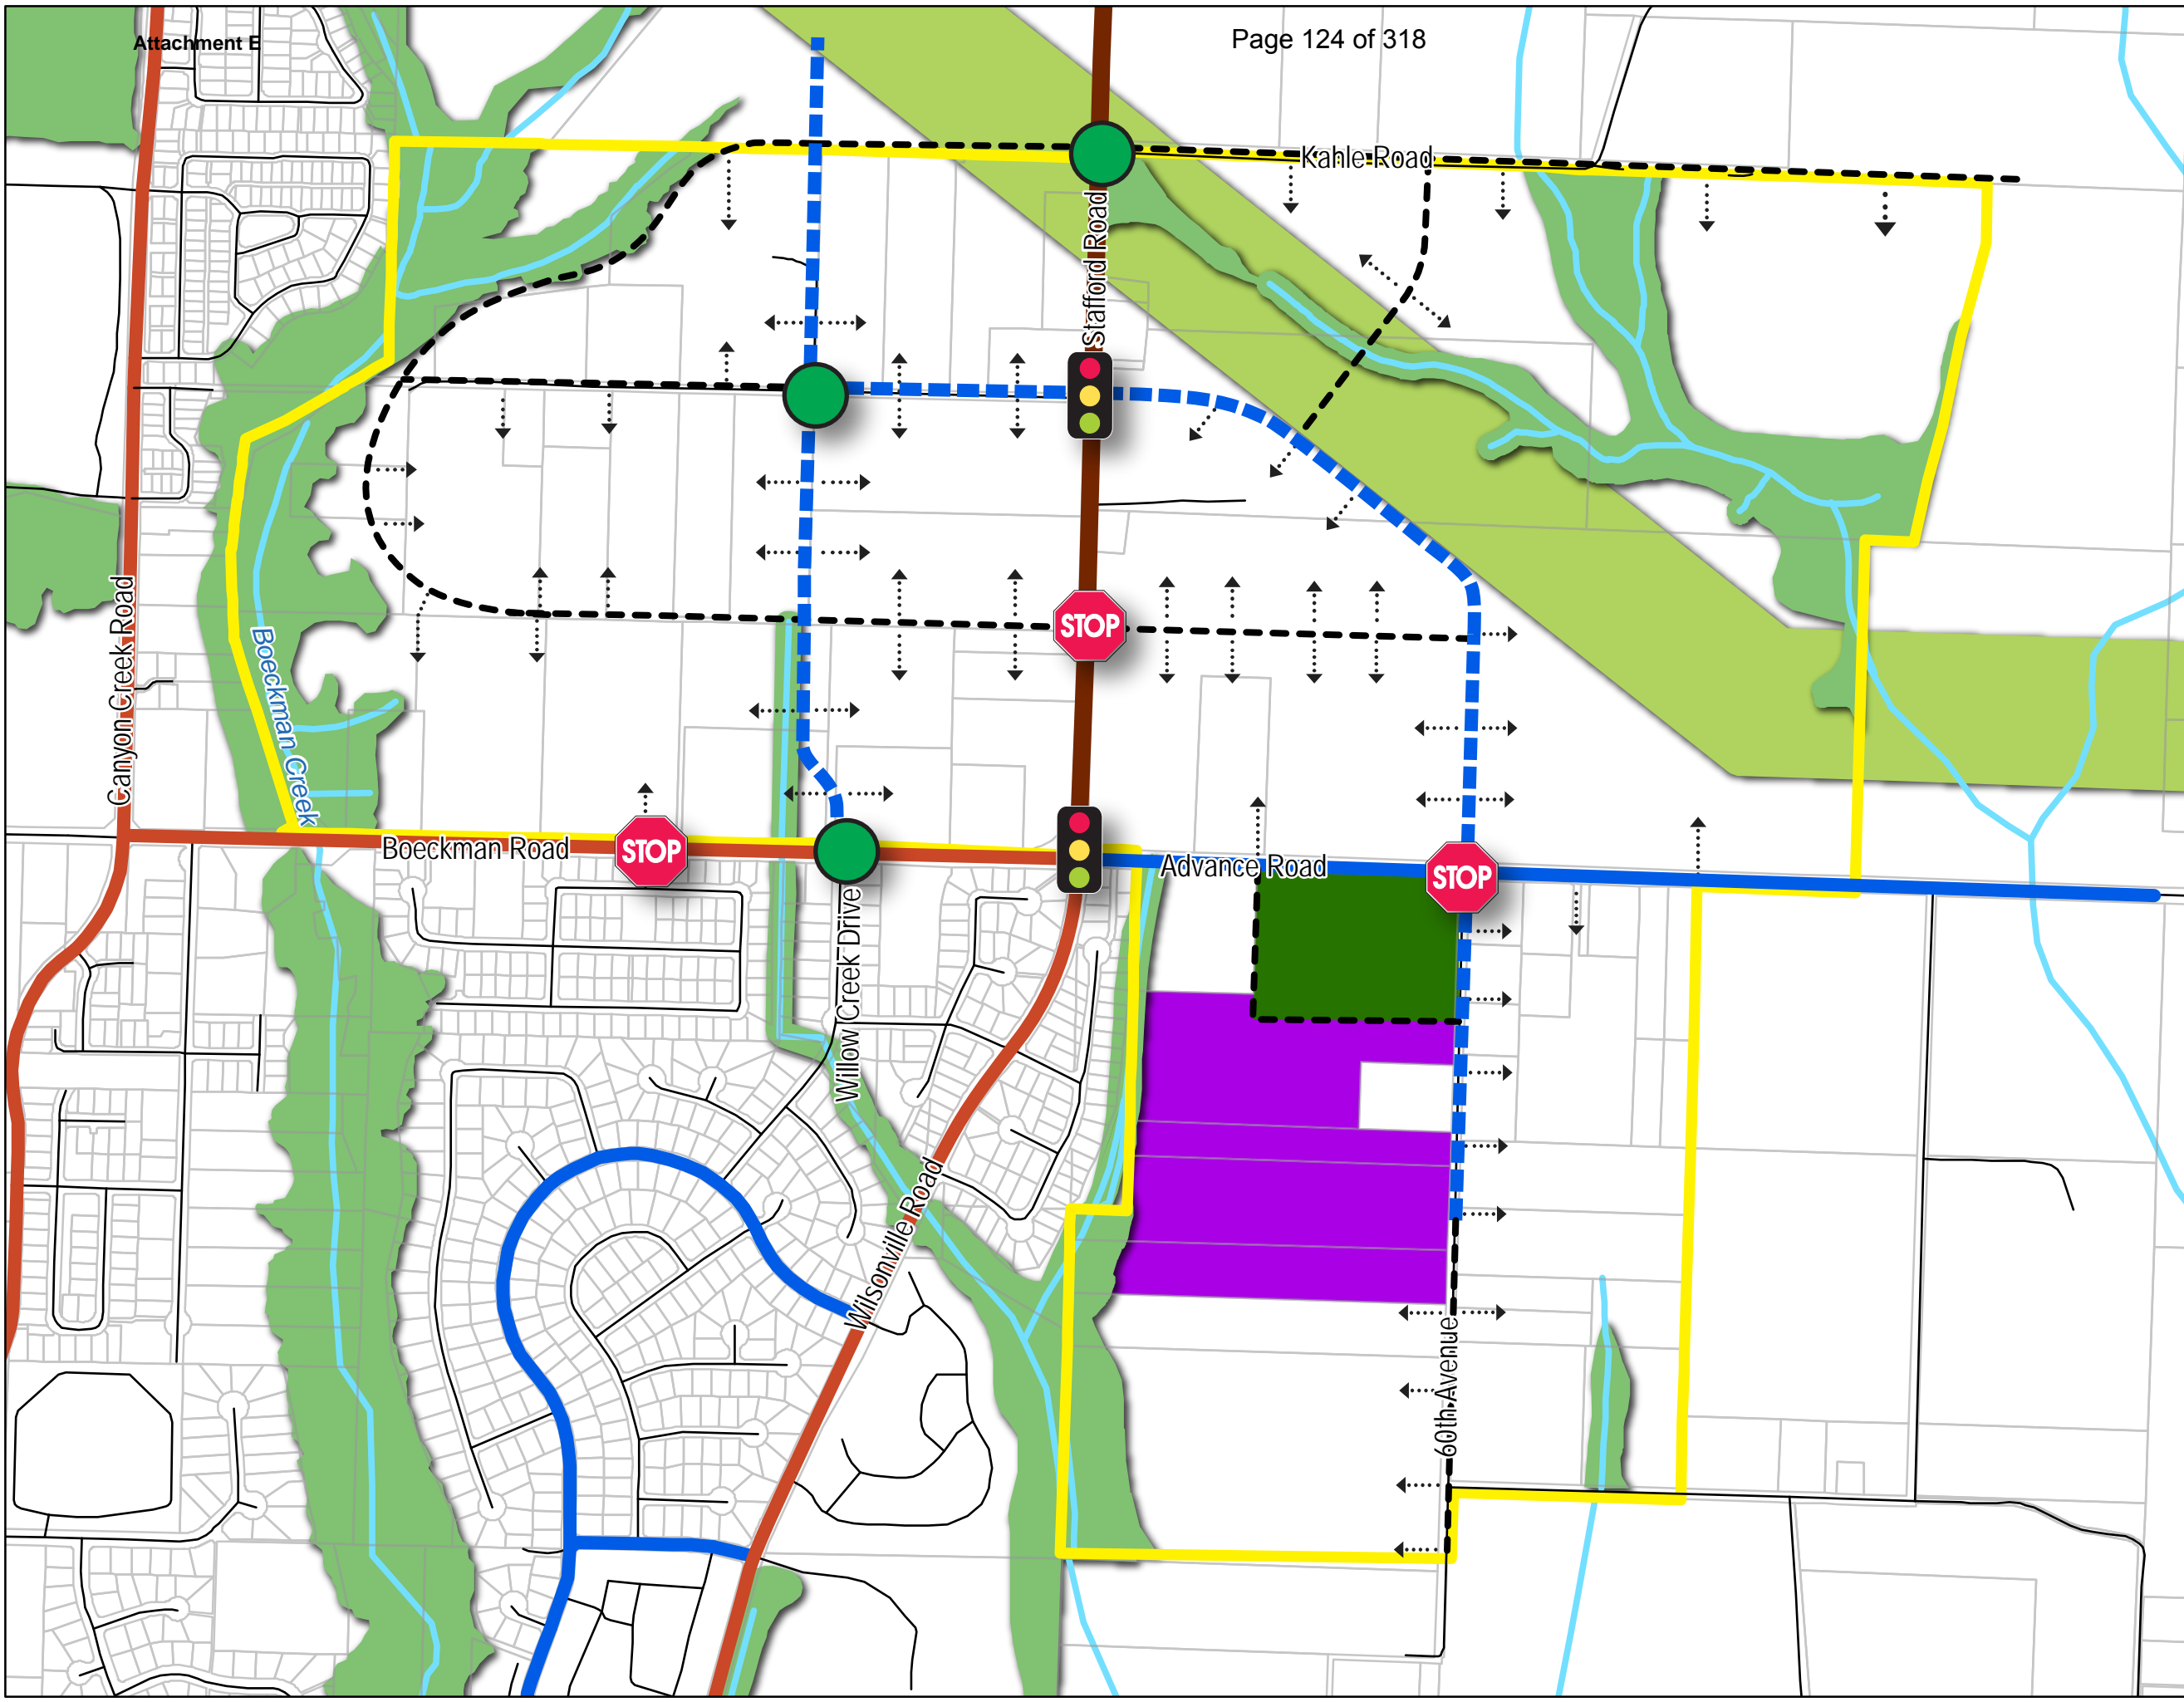 Attachment E
Page 124 of 318
Kahle Road
Stafford Road
STOP
Canyon Creek Road
Boeckman Creek
Boeckman Road
STOP
Advance Road
STOP
Willow Creek Drive
Wilsonville Road
60th Avenue